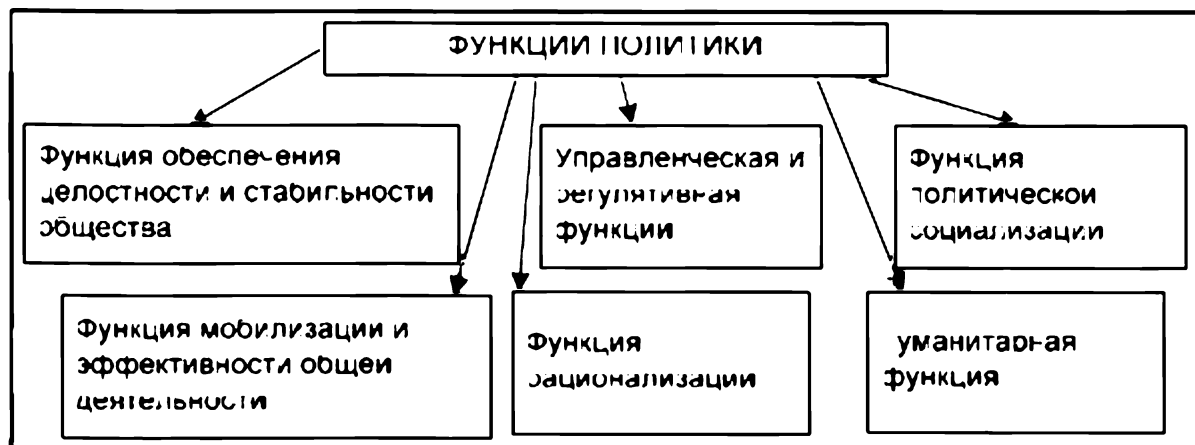 ФУНКЦИИ ПОЛИТИКИ
Функция обеспечения
целостности и стабильности
общества
Управленческая и
регулятивная
функции
Функция
политической
социализации
Функция мобилизации и
эффективности общей
деятельности
Функция
рационализации
Гуманитарная
функция